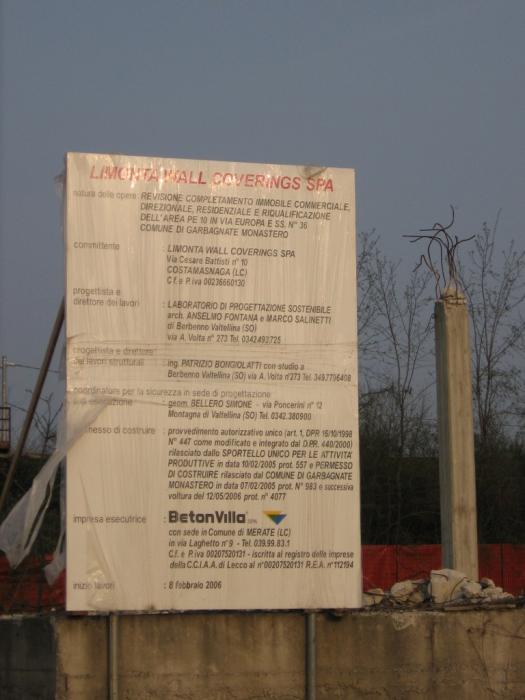 LIMONTA WALL COVERINGS SPA
natura delle opere: REVISIONE COMPLETAMENTO IMMOBILE COMMERCIALE,
DIREZIONALE, RESIDENZIALE E RIQUALIFICAZIONE
DELL'AREA PE 10 IN VIA EUROPA E SS. N° 36
COMUNE DI GARBAGNATE MONASTERO
committente : LIMONTA WALL COVERINGS SPA
Via Cesare Battisti n° 10
COSTAMASNAGA (LC)
C.f. e P.iva 00236660130
progettista e
direttore dei lavori : LABORATORIO DI PROGETTAZIONE SOSTENIBILE
arch. ANSELMO FONTANA e MARCO SALINETTI
di Berbenno Valtellina (SO)
via A. Volta n° 273 Tel. 0342493725
progettista e direttore
dei lavori strutturali : ing. PATRIZIO BONGIOLATTI con studio a
Berbenno Valtellina (SO) via A. Volta n°273 Tel. 3497796408
coordinatore per la sicurezza in sede di progettazione
e di esecuzione : geom. BELLERO SIMONE - via Poncerini n° 12
Montagna di Valtellina (SO) Tel. 0342.380900
messo di costruire : provvedimento autorizzativo unico (art. 1, DPR 16/10/1998
N° 447 come modificato e integrato dal D.PR. 440/2000)
rilasciato dallo SPORTELLO UNICO PER LE ATTIVITA'
PRODUTTIVE in data 10/02/2005 prot. 557 e PERMESSO
DI COSTRUIRE rilasciato dal COMUNE DI GARBAGNATE
MONASTERO in data 07/02/2005 prot. N° 983 e successiva
voltura del 12/05/2006 prot. n° 4077
impresa esecutrice : BetonVilla SPA
con sede in Comune di MERATE (LC)
in via Laghetto n° 9 - Tel. 039.99.83.1
C.f. e P.iva 00207520131 - iscritta al registro delle imprese
della C.C.I.A.A. di Lecco al n°00207520131 R.E.A. n°112194
inizio lavori : 8 febbraio 2006